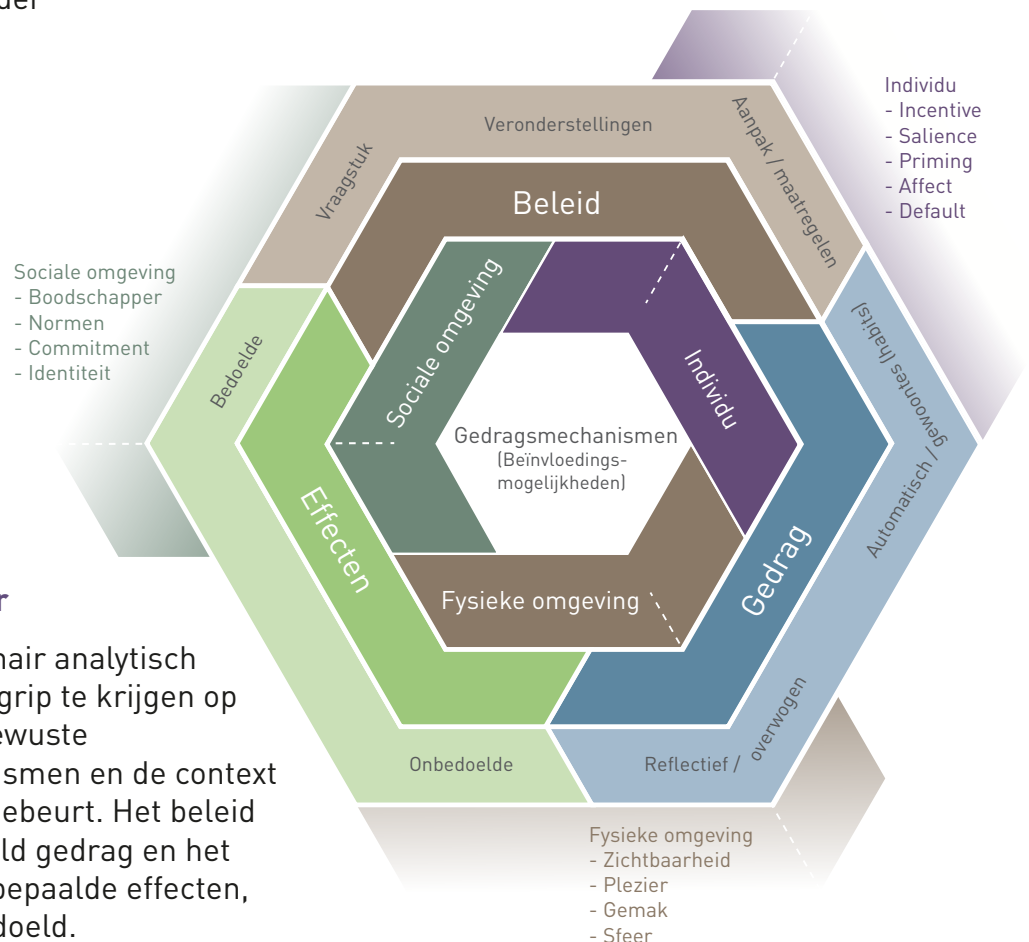 Veronderstellingen
Vraagstuk
Aanpak / maatregelen
Individu
- Incentive
- Salience
- Priming
- Affect
- Default
Beleid
Sociale omgeving
- Boodschapper
- Normen
- Commitment
- Identiteit
Bedoelde
Sociale omgeving
Individu
Automatisch / gewoontes (habits)
Gedragsmechanismen
(Beïnvloedings-
mogelijkheden)
Effecten
Gedrag
Fysieke omgeving
Onbedoelde
Reflectief / overwogen
analytisch
grip te krijgen op
ismen en de context
ebeurt. Het beleid
ld gedrag en het
bepaalde effecten,
doeld.
Fysieke omgeving
- Zichtbaarheid
- Plezier
- Gemak
- Sfeer